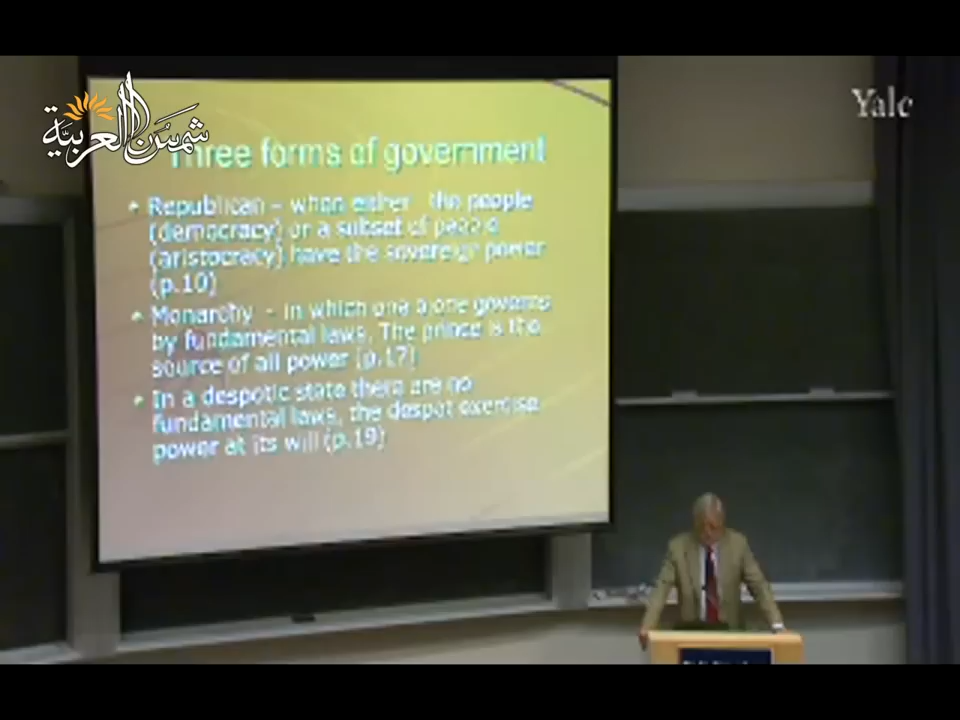 شمس العربية
Yale
Three forms of government
• Republican - when either the people
(democracy) or a subset of people
(aristocracy) have the sovereign power
(p.10)
• Monarchy - in which one a one governs
by fundamental laws. The prince is the
source of all power (p.17)
• In a despotic state there are no
fundamental laws, the despot exercise
power at its will (p.19)